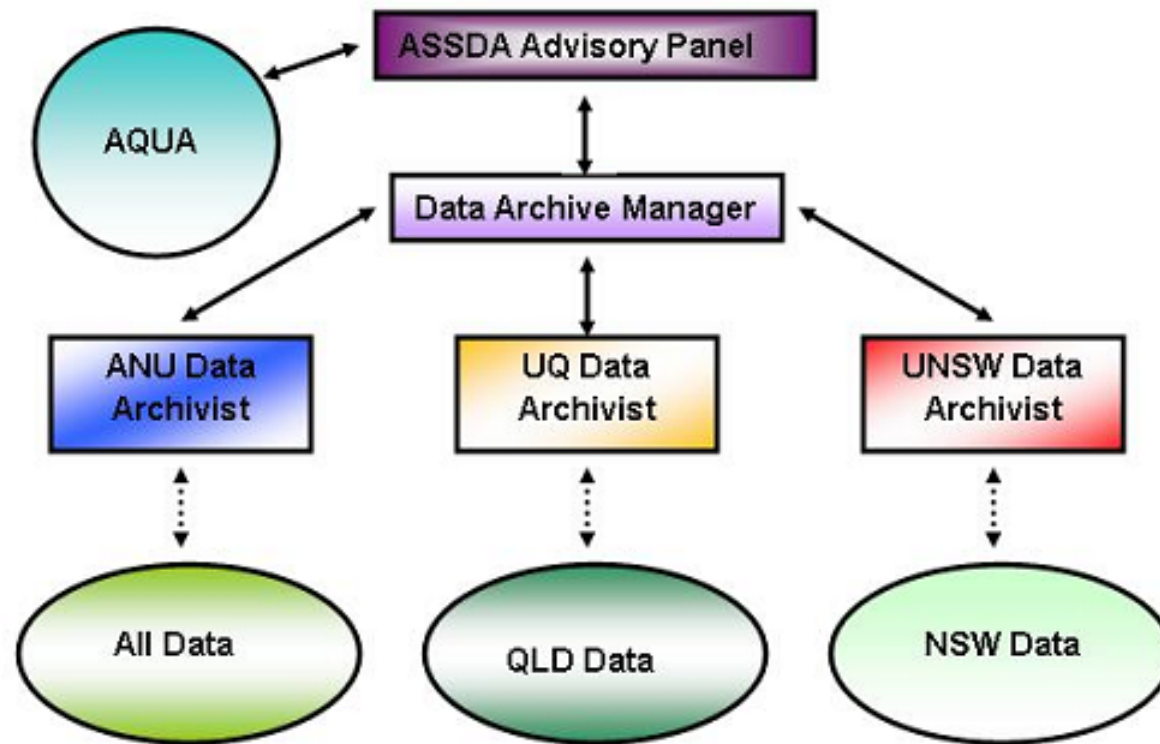 ASSDA Advisory Panel
AQUA
Data Archive Manager
ANU Data
Archivist
UQ Data
Archivist
UNSW Data
Archivist
All Data
QLD Data
NSW Data